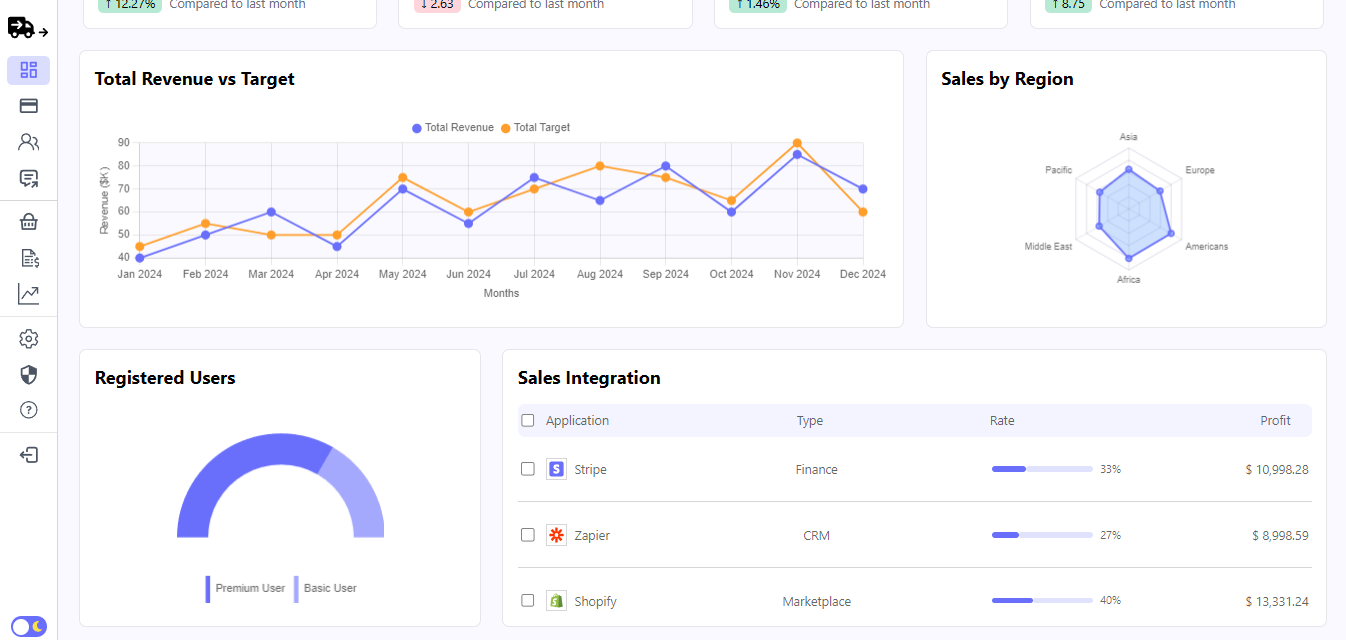 ↑ 12.27% Compared to last month
↓ 2.63 Compared to last month
↑ 1.46% Compared to last month
↑ 8.75 Compared to last month
Total Revenue vs Target
Total Revenue Total Target
Revenue ($K)
90
80
70
60
50
40
Jan 2024 Feb 2024 Mar 2024 Apr 2024 May 2024 Jun 2024 Jul 2024 Aug 2024 Sep 2024 Oct 2024 Nov 2024 Dec 2024
Months
Sales by Region
Asia
Pacific Europe
Middle East Americans
Africa
Registered Users
Premium User Basic User
Sales Integration
Application Type Rate Profit
S Stripe Finance 33% $ 10,998.28
Zapier CRM 27% $ 8,998.59
Shopify Marketplace 40% $ 13,331.24